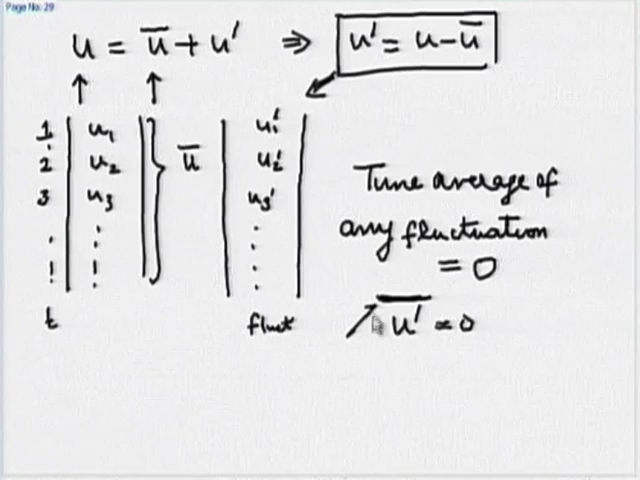 Page No: 29
u = ū + u' ⇒ u' = u - ū
1 u₁ u₁'
2 u₂ ū u₂' Time average of
3 u₃ u₃' any fluctuation
= 0
t fluct ū' = 0